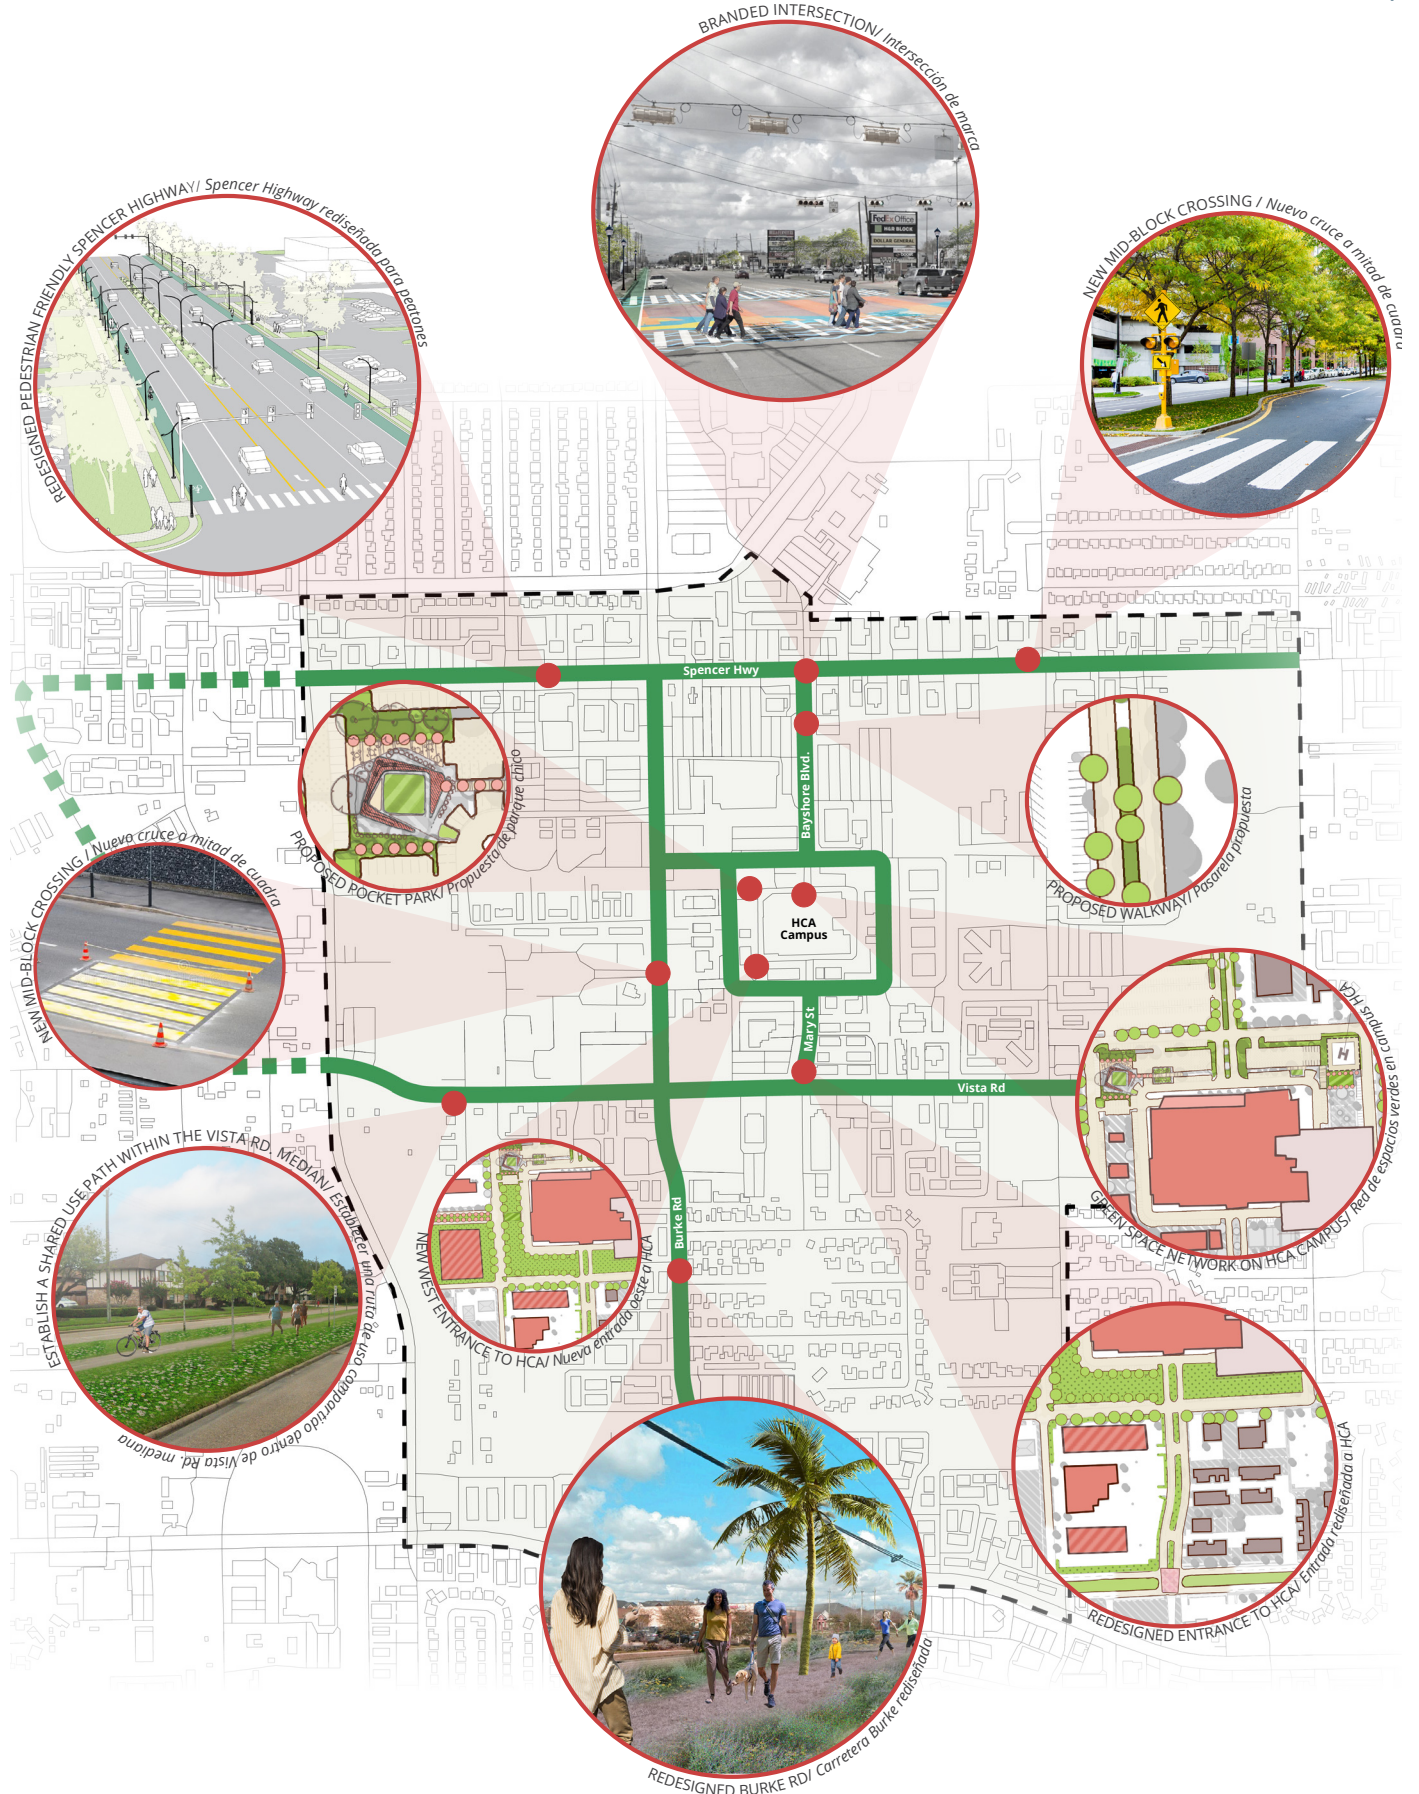 BRANDED INTERSECTION/ Intersección de marca
REDESIGNED PEDESTRIAN FRIENDLY SPENCER HIGHWAY/ Spencer Highway rediseñada para peatones
NEW MID-BLOCK CROSSING / Nuevo cruce a mitad de cuadra
FedEx Office
H&R BLOCK
DOLLAR GENERAL
Spencer Hwy
Bayshore Blvd.
PROPOSED POCKET PARK/ Propuesta de parque chico
PROPOSED WALKWAY/ Pasarela propuesta
NEW MID-BLOCK CROSSING / Nuevo cruce a mitad de cuadra
HCA
Campus
Mary St
Vista Rd
H
GREEN SPACE NETWORK ON HCA CAMPUS/ Red de espacios verdes en campus HCA
ESTABLISH A SHARED USE PATH WITHIN THE VISTA RD. MEDIAN/ Establecer una ruta de uso compartido dentro de Vista Rd. mediana
NEW WEST ENTRANCE TO HCA/ Nueva entrada oeste a HCA
Burke Rd
REDESIGNED ENTRANCE TO HCA/ Entrada rediseñada a HCA
REDESIGNED BURKE RD/ Carretera Burke rediseñada